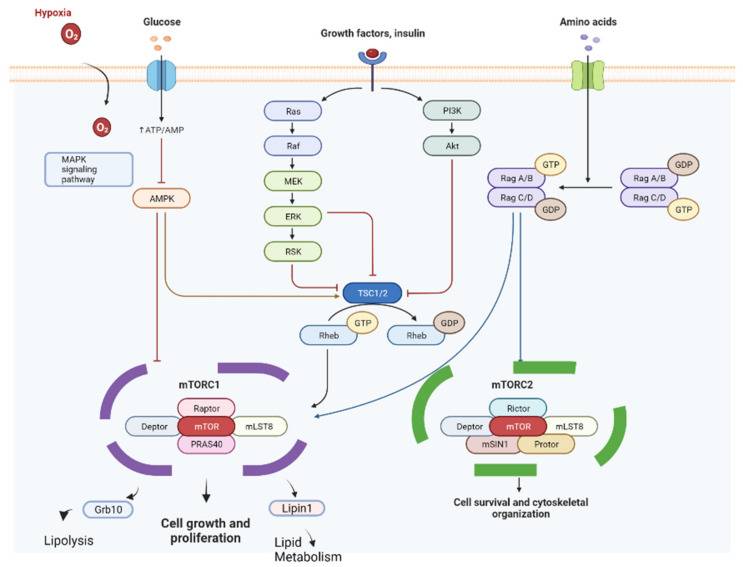 Hypoxia
O2
Glucose
Growth factors, insulin
Amino acids
O2
↑ATP/AMP
MAPK
signaling
pathway
AMPK
Ras
Raf
MEK
ERK
RSK
PI3K
Akt
TSC1/2
GTP
Rheb
GDP
Rheb
GTP
Rag A/B
Rag C/D
GDP
GDP
Rag A/B
Rag C/D
GTP
mTORC1
Raptor
Deptor
mTOR
mLST8
PRAS40
mTORC2
Rictor
Deptor
mTOR
mLST8
mSIN1
Protor
Grb10
Lipolysis
Cell growth and
proliferation
Lipin1
Lipid
Metabolism
Cell survival and cytoskeletal
organization